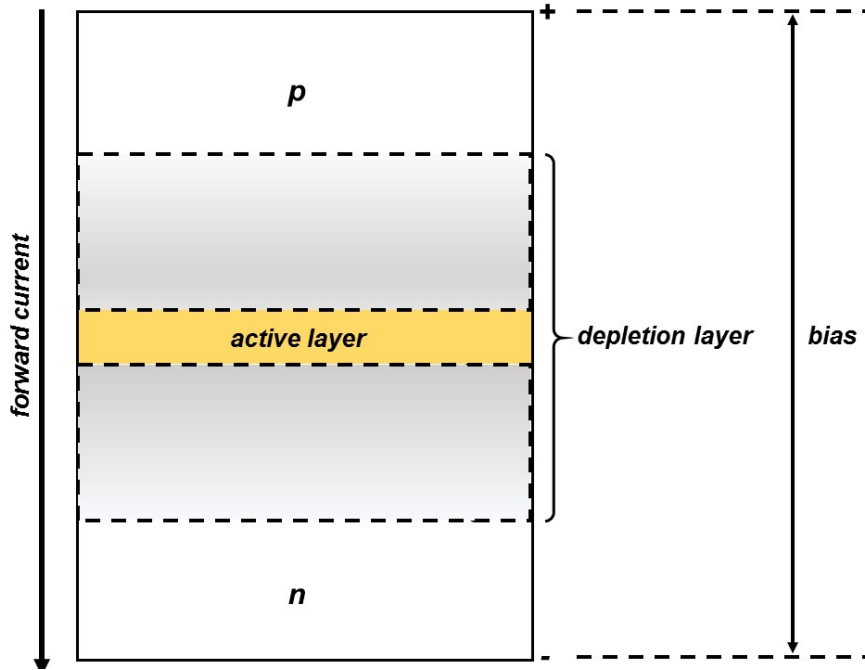 +
p
forward current
active layer
depletion layer
bias
n
-